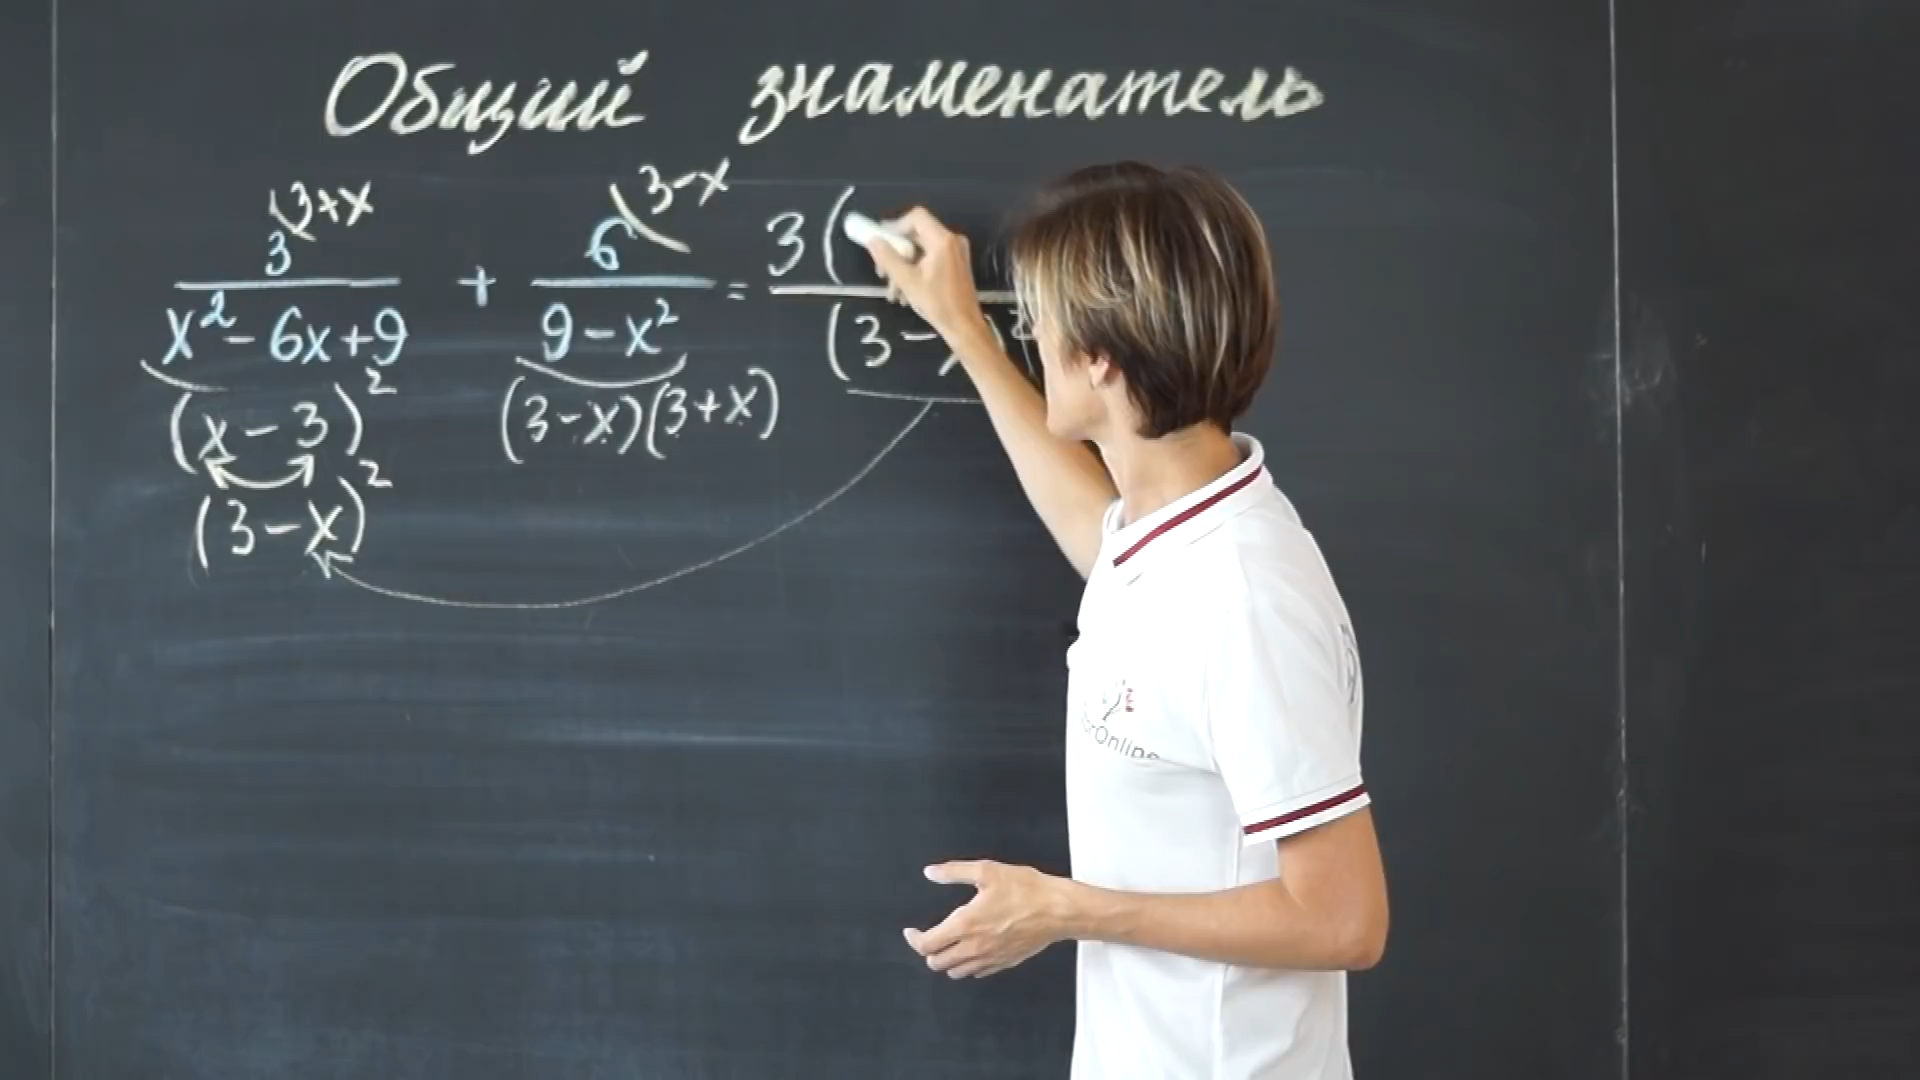 Общий знаменатель
3+x
3-x
3
6
3(
+
=
x²-6x+9
9-x²
(3-x)²
(x-3)²
(3-x)(3+x)
(3-x)²